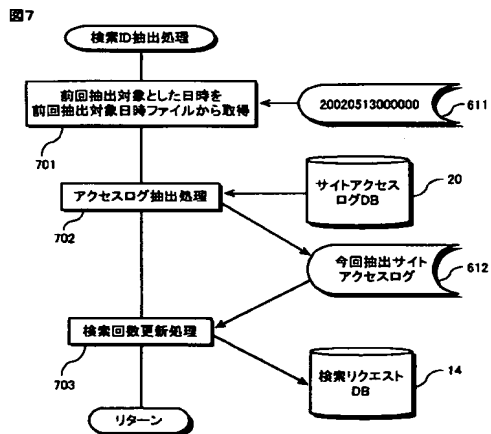 図7
検索ID抽出処理
前回抽出対象とした日時を
前回抽出対象日時ファイルから取得
701
20020513000000
611
アクセスログ抽出処理
702
サイトアクセス
ログDB
20
今回抽出サイト
アクセスログ
612
検索回数更新処理
703
検索リクエスト
DB
14
リターン